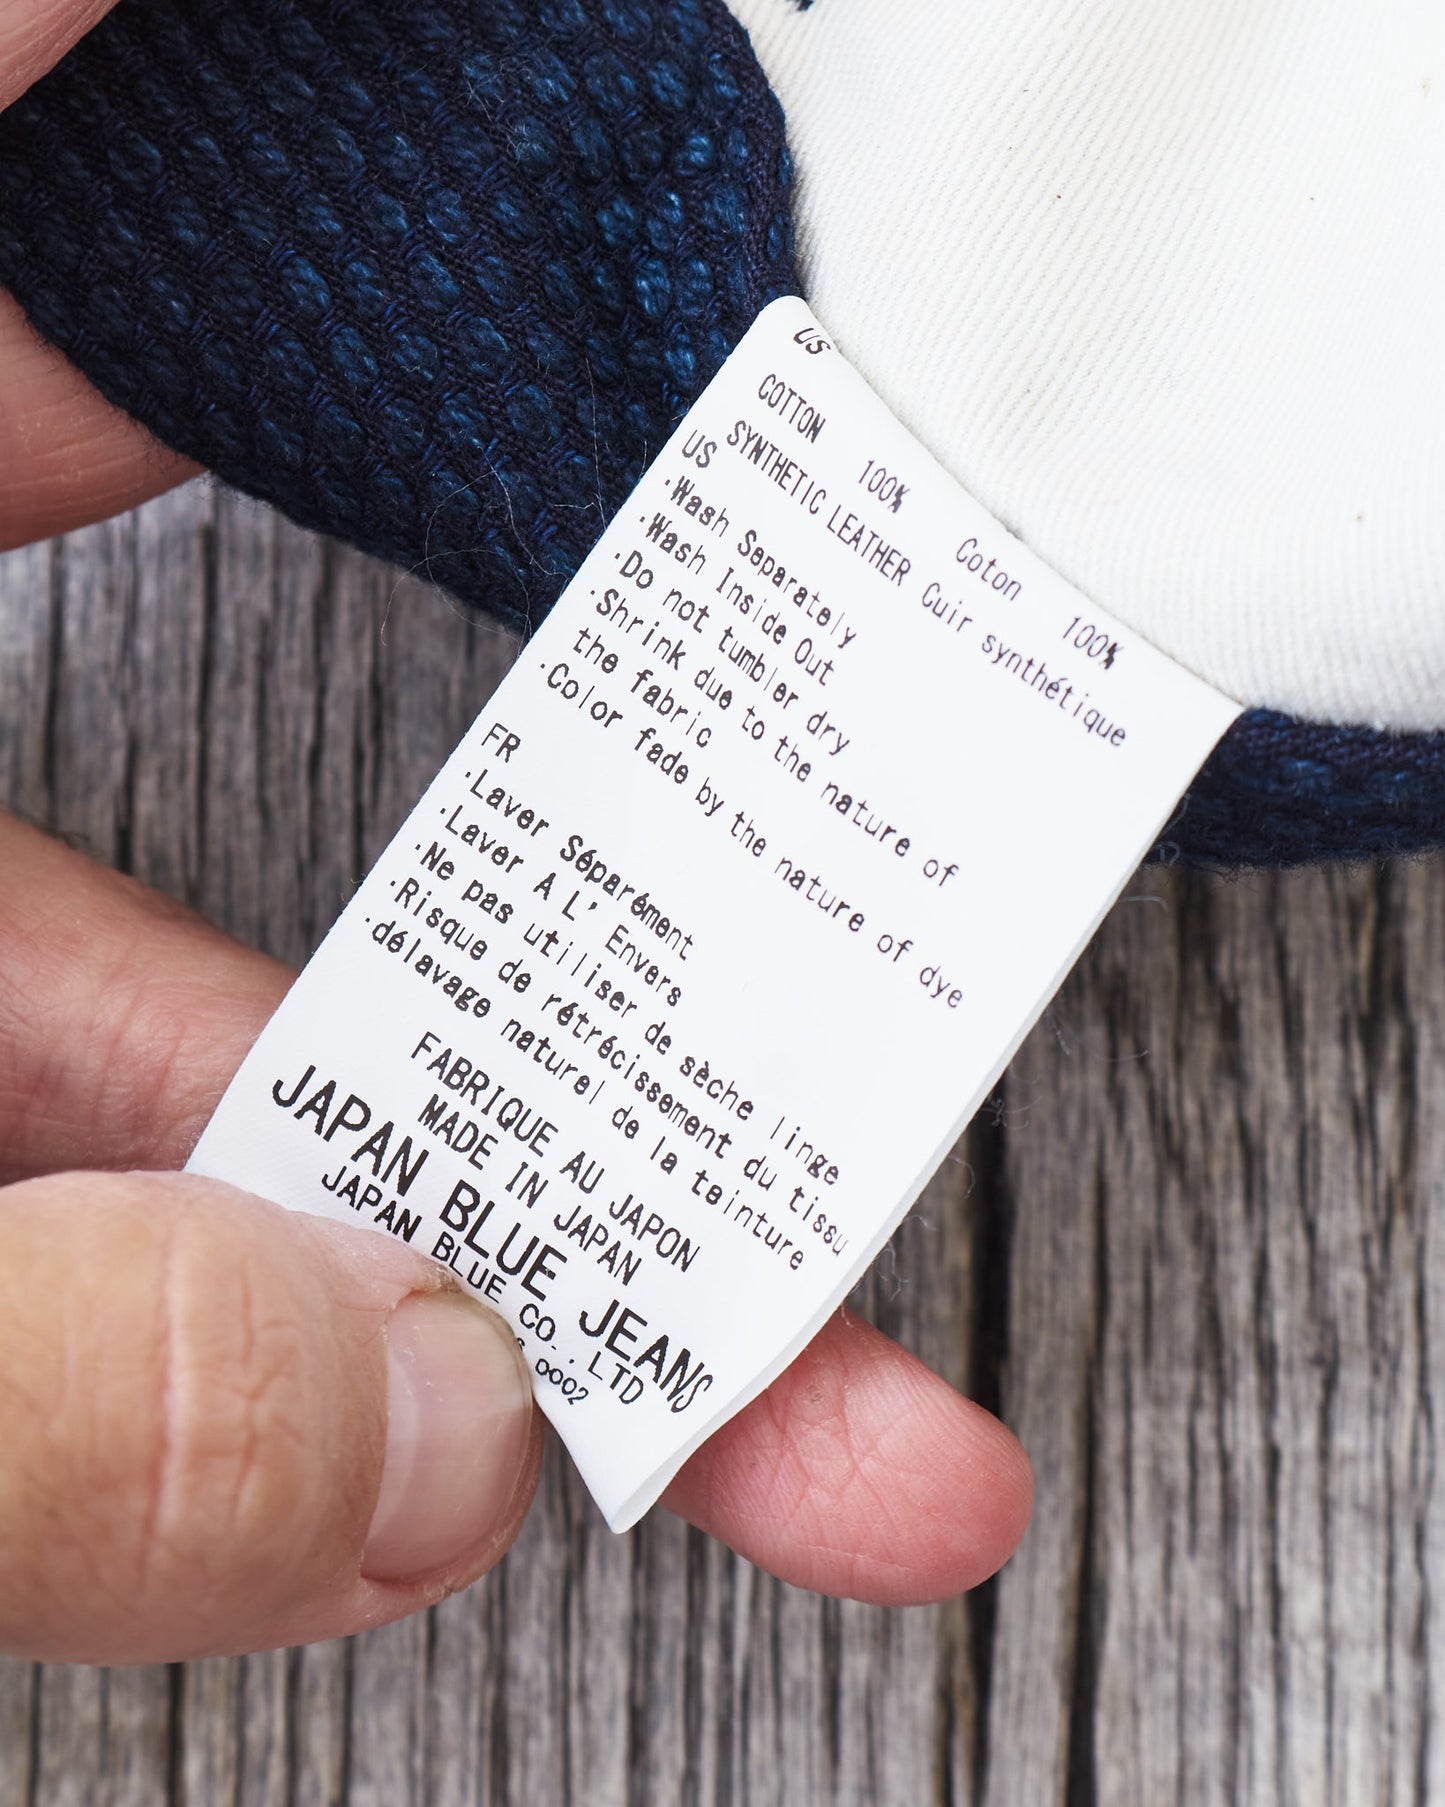 US
COTTON 100% Coton 100%
SYNTHETIC LEATHER Cuir synthétique
US
·Wash Separately
·Wash Inside Out
·Do not tumbler dry
·Shrink due to the nature of
the fabric
·Color fade by the nature of dye
FR
·Laver Séparément
·Laver A L' Envers
·Ne pas utiliser de sèche linge
·Risque de rétrécissement du tissu
·délavage naturel de la teinture
FABRIQUE AU JAPON
MADE IN JAPAN
JAPAN BLUE JEANS
JAPAN BLUE CO., LTD
0002